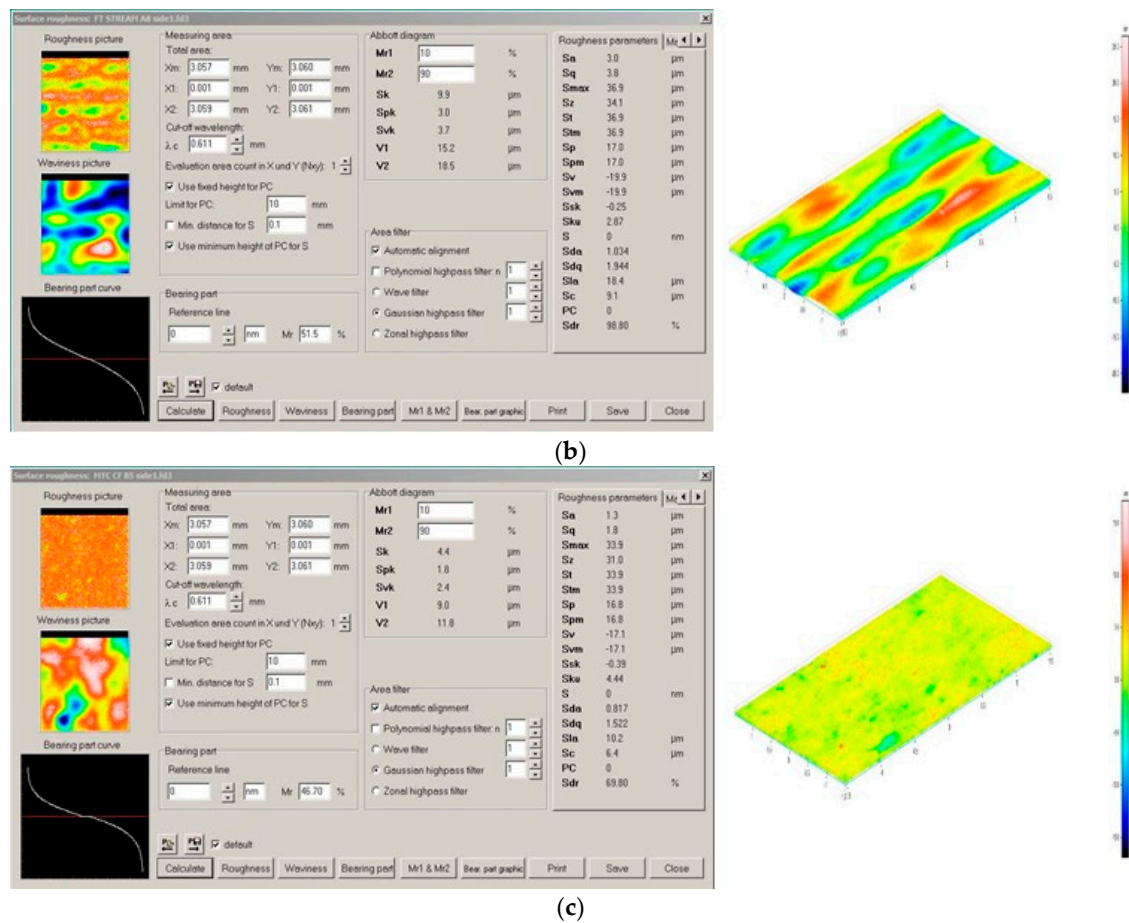 Surface roughness: FT STREAM A8 side1.hl3
Roughness picture
Waviness picture
Bearing part curve
Measuring area
Total area:
Xm: 3.057 mm Ym: 3.060 mm
X1: 0.001 mm Y1: 0.001 mm
X2: 3.059 mm Y2: 3.061 mm
Cut-off wavelength:
λ c 0.611 mm
Evaluation area count in X und Y (Nxy): 1
Use fixed height for PC
Limit for PC: 10 mm
Min. distance for S 0.1 mm
Use minimum height of PC for S
Bearing part
Reference line
0 nm Mr 51.5 %
default
Abbott diagram
Mr1 10 %
Mr2 90 %
Sk 9.9 µm
Spk 3.0 µm
Svk 3.7 µm
V1 15.2 µm
V2 18.5 µm
Area filter
Automatic alignment
Polynomial highpass filter: n 1
Wave filter 1
Gaussian highpass filter 1
Zonal highpass filter
Roughness parameters
Sa 3.0 µm
Sq 3.8 µm
Smax 36.9 µm
Sz 34.1 µm
St 36.9 µm
Stm 36.9 µm
Sp 17.0 µm
Spm 17.0 µm
Sv -19.9 µm
Svm -19.9 µm
Ssk -0.25
Sku 2.87
S 0 nm
Sda 1.034
Sdq 1.944
Sla 18.4 µm
Sc 9.1 µm
PC 0
Sdr 98.80 %
Calculate Roughness Waviness Bearing part Mr1 & Mr2 Bear. part graphic Print Save Close
(b)
Surface roughness: MTC CF B5 side1.hl3
Roughness picture
Waviness picture
Bearing part curve
Measuring area
Total area:
Xm: 3.057 mm Ym: 3.060 mm
X1: 0.001 mm Y1: 0.001 mm
X2: 3.059 mm Y2: 3.061 mm
Cut-off wavelength:
λ c 0.611 mm
Evaluation area count in X und Y (Nxy): 1
Use fixed height for PC
Limit for PC: 10 mm
Min. distance for S 0.1 mm
Use minimum height of PC for S
Bearing part
Reference line
0 nm Mr 46.70 %
default
Abbott diagram
Mr1 10 %
Mr2 90 %
Sk 4.4 µm
Spk 1.8 µm
Svk 2.4 µm
V1 9.0 µm
V2 11.8 µm
Area filter
Automatic alignment
Polynomial highpass filter: n 1
Wave filter 1
Gaussian highpass filter 1
Zonal highpass filter
Roughness parameters
Sa 1.3 µm
Sq 1.8 µm
Smax 33.9 µm
Sz 31.0 µm
St 33.9 µm
Stm 33.9 µm
Sp 16.8 µm
Spm 16.8 µm
Sv -17.1 µm
Svm -17.1 µm
Ssk -0.39
Sku 4.44
S 0 nm
Sda 0.817
Sdq 1.522
Sla 10.2 µm
Sc 6.4 µm
PC 0
Sdr 69.80 %
Calculate Roughness Waviness Bearing part Mr1 & Mr2 Bear. part graphic Print Save Close
(c)